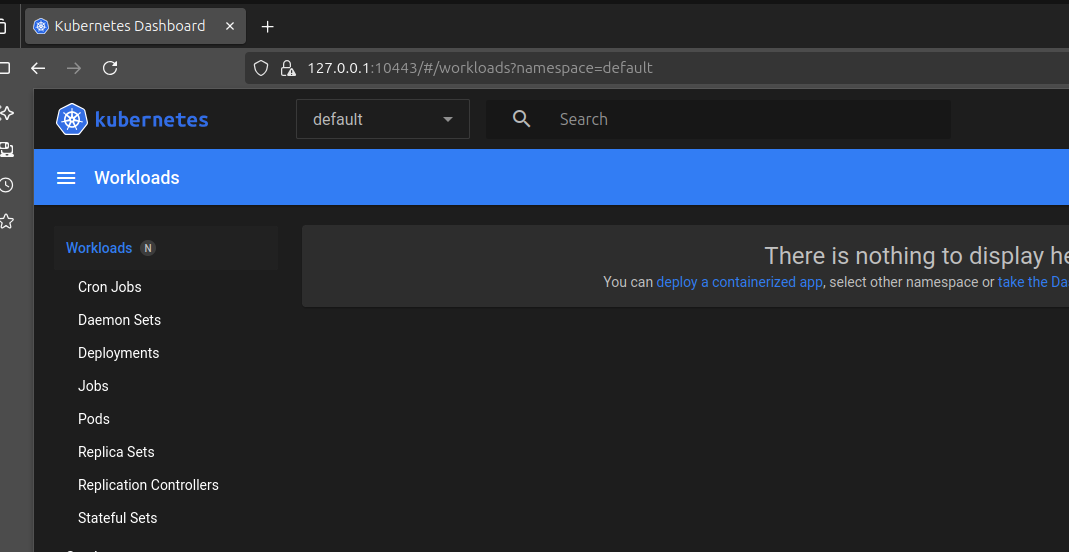 Kubernetes Dashboard
127.0.0.1:10443/#/workloads?namespace=default
kubernetes
default
Search
Workloads
Workloads N
There is nothing to display he
You can deploy a containerized app, select other namespace or take the Da
Cron Jobs
Daemon Sets
Deployments
Jobs
Pods
Replica Sets
Replication Controllers
Stateful Sets